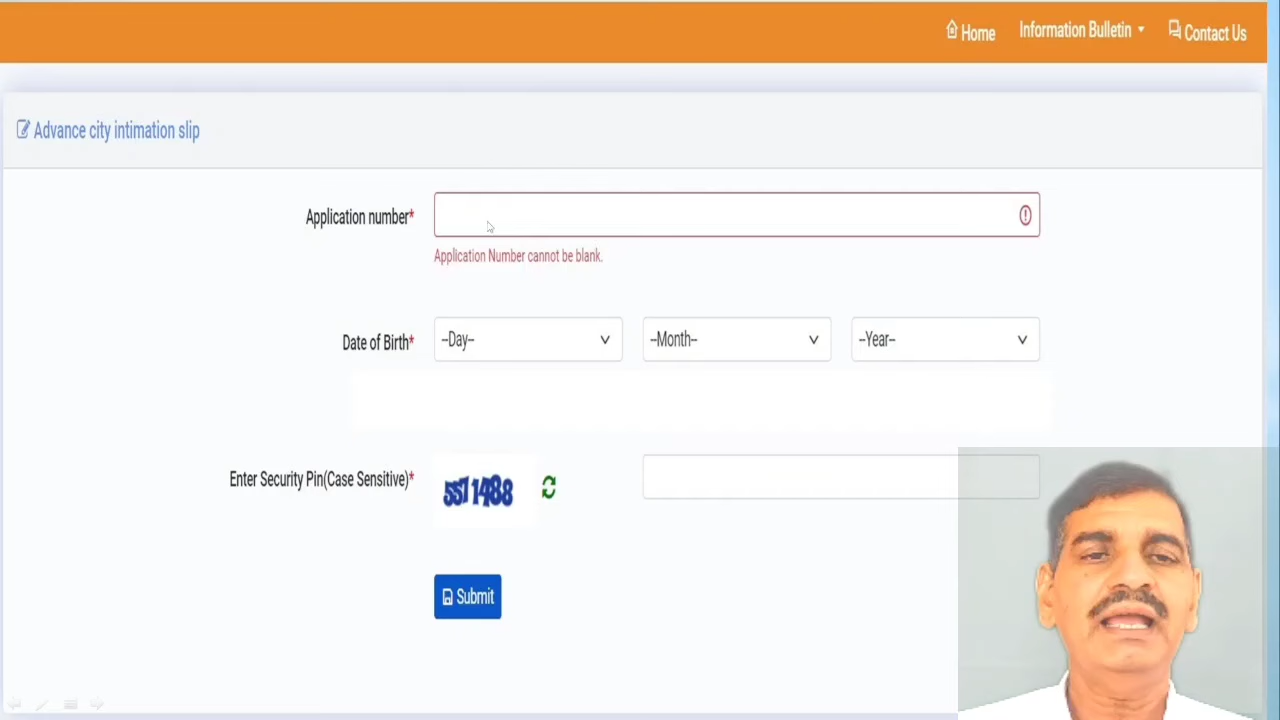 Home Information Bulletin Contact Us
Advance city intimation slip
Application number*
Application Number cannot be blank.
Date of Birth* --Day-- --Month-- --Year--
Enter Security Pin(Case Sensitive)* 5571488
Submit